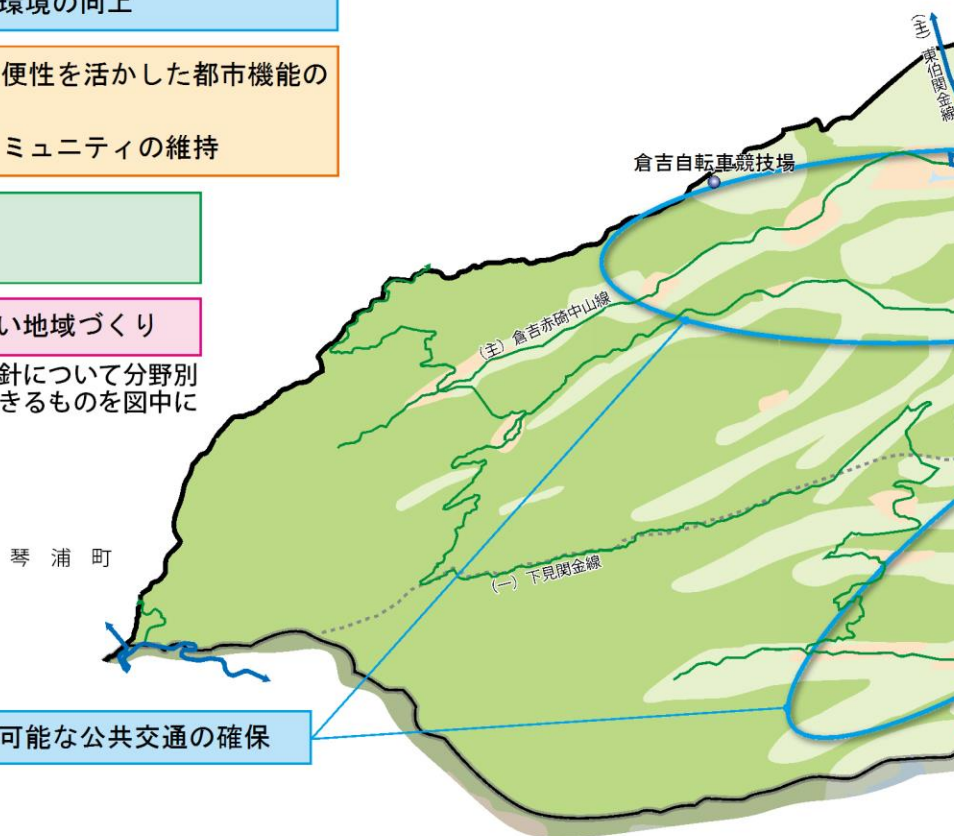 環境の向上
便性を活かした都市機能の
ミュニティの維持
い地域づくり
針について分野別
きるものを図中に
(主) 東伯関金線
倉吉自転車競技場
(主) 倉吉赤碕中山線
琴浦町
(一) 下見関金線
可能な公共交通の確保